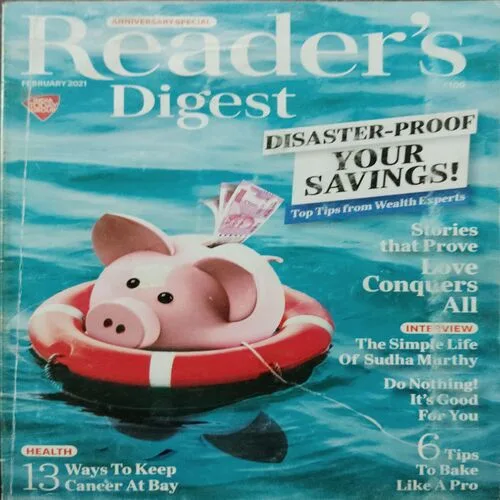 ANNIVERSARY SPECIAL
Reader's
Digest
FEBRUARY 2021
₹100
DISASTER-PROOF
YOUR
SAVINGS!
Top Tips from Wealth Experts
Stories
that Prove
Love
Conquers
All
INTERVIEW
The Simple Life
Of Sudha Murthy
Do Nothing!
It's Good
For You
6 Tips
To Bake
Like A Pro
HEALTH
13 Ways To Keep
Cancer At Bay